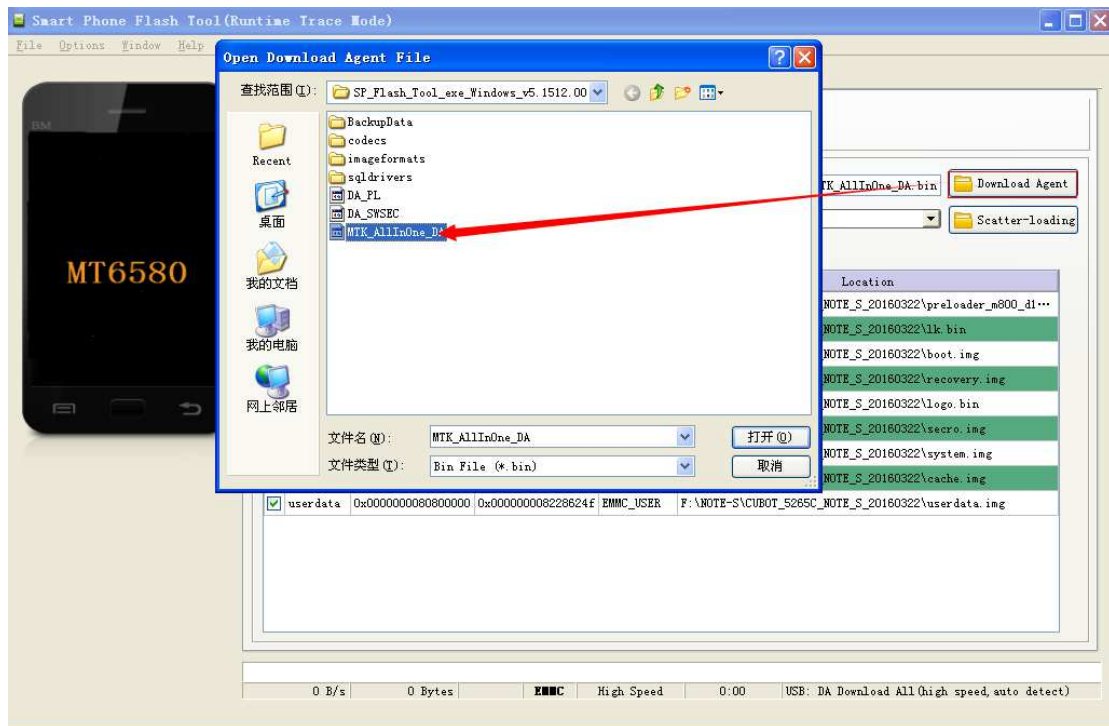 Smart Phone Flash Tool(Runtime Trace Mode)
File Options Window Help
BM
MT6580
Open Download Agent File
查找范围(I):
SP_Flash_Tool_exe_Windows_v5.1512.00
Recent
桌面
我的文档
我的电脑
网上邻居
BackupData
codecs
imageformats
sqldrivers
DA_PL
DA_SWSEC
MTK_AllInOne_DA
文件名(N):
MTK_AllInOne_DA
打开(O)
文件类型(T):
Bin File (*.bin)
取消
TK_AllInOne_DA.bin
Download Agent
Scatter-loading
Location
NOTE_S_20160322\preloader_m800_d1...
NOTE_S_20160322\lk.bin
NOTE_S_20160322\boot.img
NOTE_S_20160322\recovery.img
NOTE_S_20160322\logo.bin
NOTE_S_20160322\secro.img
NOTE_S_20160322\system.img
NOTE_S_20160322\cache.img
userdata 0x0000000080800000 0x000000008228624f EMMC_USER F:\NOTE-S\CUBOT_5265C_NOTE_S_20160322\userdata.img
0 B/s 0 Bytes EMMC High Speed 0:00 USB: DA Download All(high speed,auto detect)